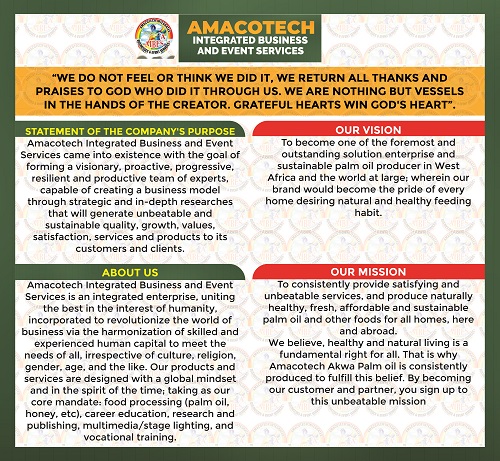 AMACOTECH
INTEGRATED BUSINESS
AND EVENT SERVICES
"WE DO NOT FEEL OR THINK WE DID IT, WE RETURN ALL THANKS AND
PRAISES TO GOD WHO DID IT THROUGH US. WE ARE NOTHING BUT VESSELS
IN THE HANDS OF THE CREATOR. GRATEFUL HEARTS WIN GOD'S HEART".
STATEMENT OF THE COMPANY'S PURPOSE
Amacotech Integrated Business and Event
Services came into existence with the goal of
forming a visionary, proactive, progressive,
resilient and productive team of experts,
capable of creating a business model
through strategic and in-depth researches
that will generate unbeatable and
sustainable quality, growth, values,
satisfaction, services and products to its
customers and clients.
OUR VISION
To become one of the foremost and
outstanding solution enterprise and
sustainable palm oil producer in West
Africa and the world at large; wherein our
brand would become the pride of every
home desiring natural and healthy feeding
habit.
ABOUT US
Amacotech Integrated Business and Event
Services is an integrated enterprise, uniting
the best in the interest of humanity,
incorporated to revolutionize the world of
business via the harmonization of skilled and
experienced human capital to meet the
needs of all, irrespective of culture, religion,
gender, age, and the like. Our products and
services are designed with a global mindset
and in the spirit of the time; taking as our
core mandate: food processing (palm oil,
honey, etc), career education, research and
publishing, multimedia/stage lighting, and
vocational training.
OUR MISSION
To consistently provide satisfying and
unbeatable services, and produce naturally
healthy, fresh, affordable and sustainable
palm oil and other foods for all homes, here
and abroad.
We believe, healthy and natural living is a
fundamental right for all. That is why
Amacotech Akwa Palm oil is consistently
produced to fulfill this belief. By becoming
our customer and partner, you sign up to
this unbeatable mission